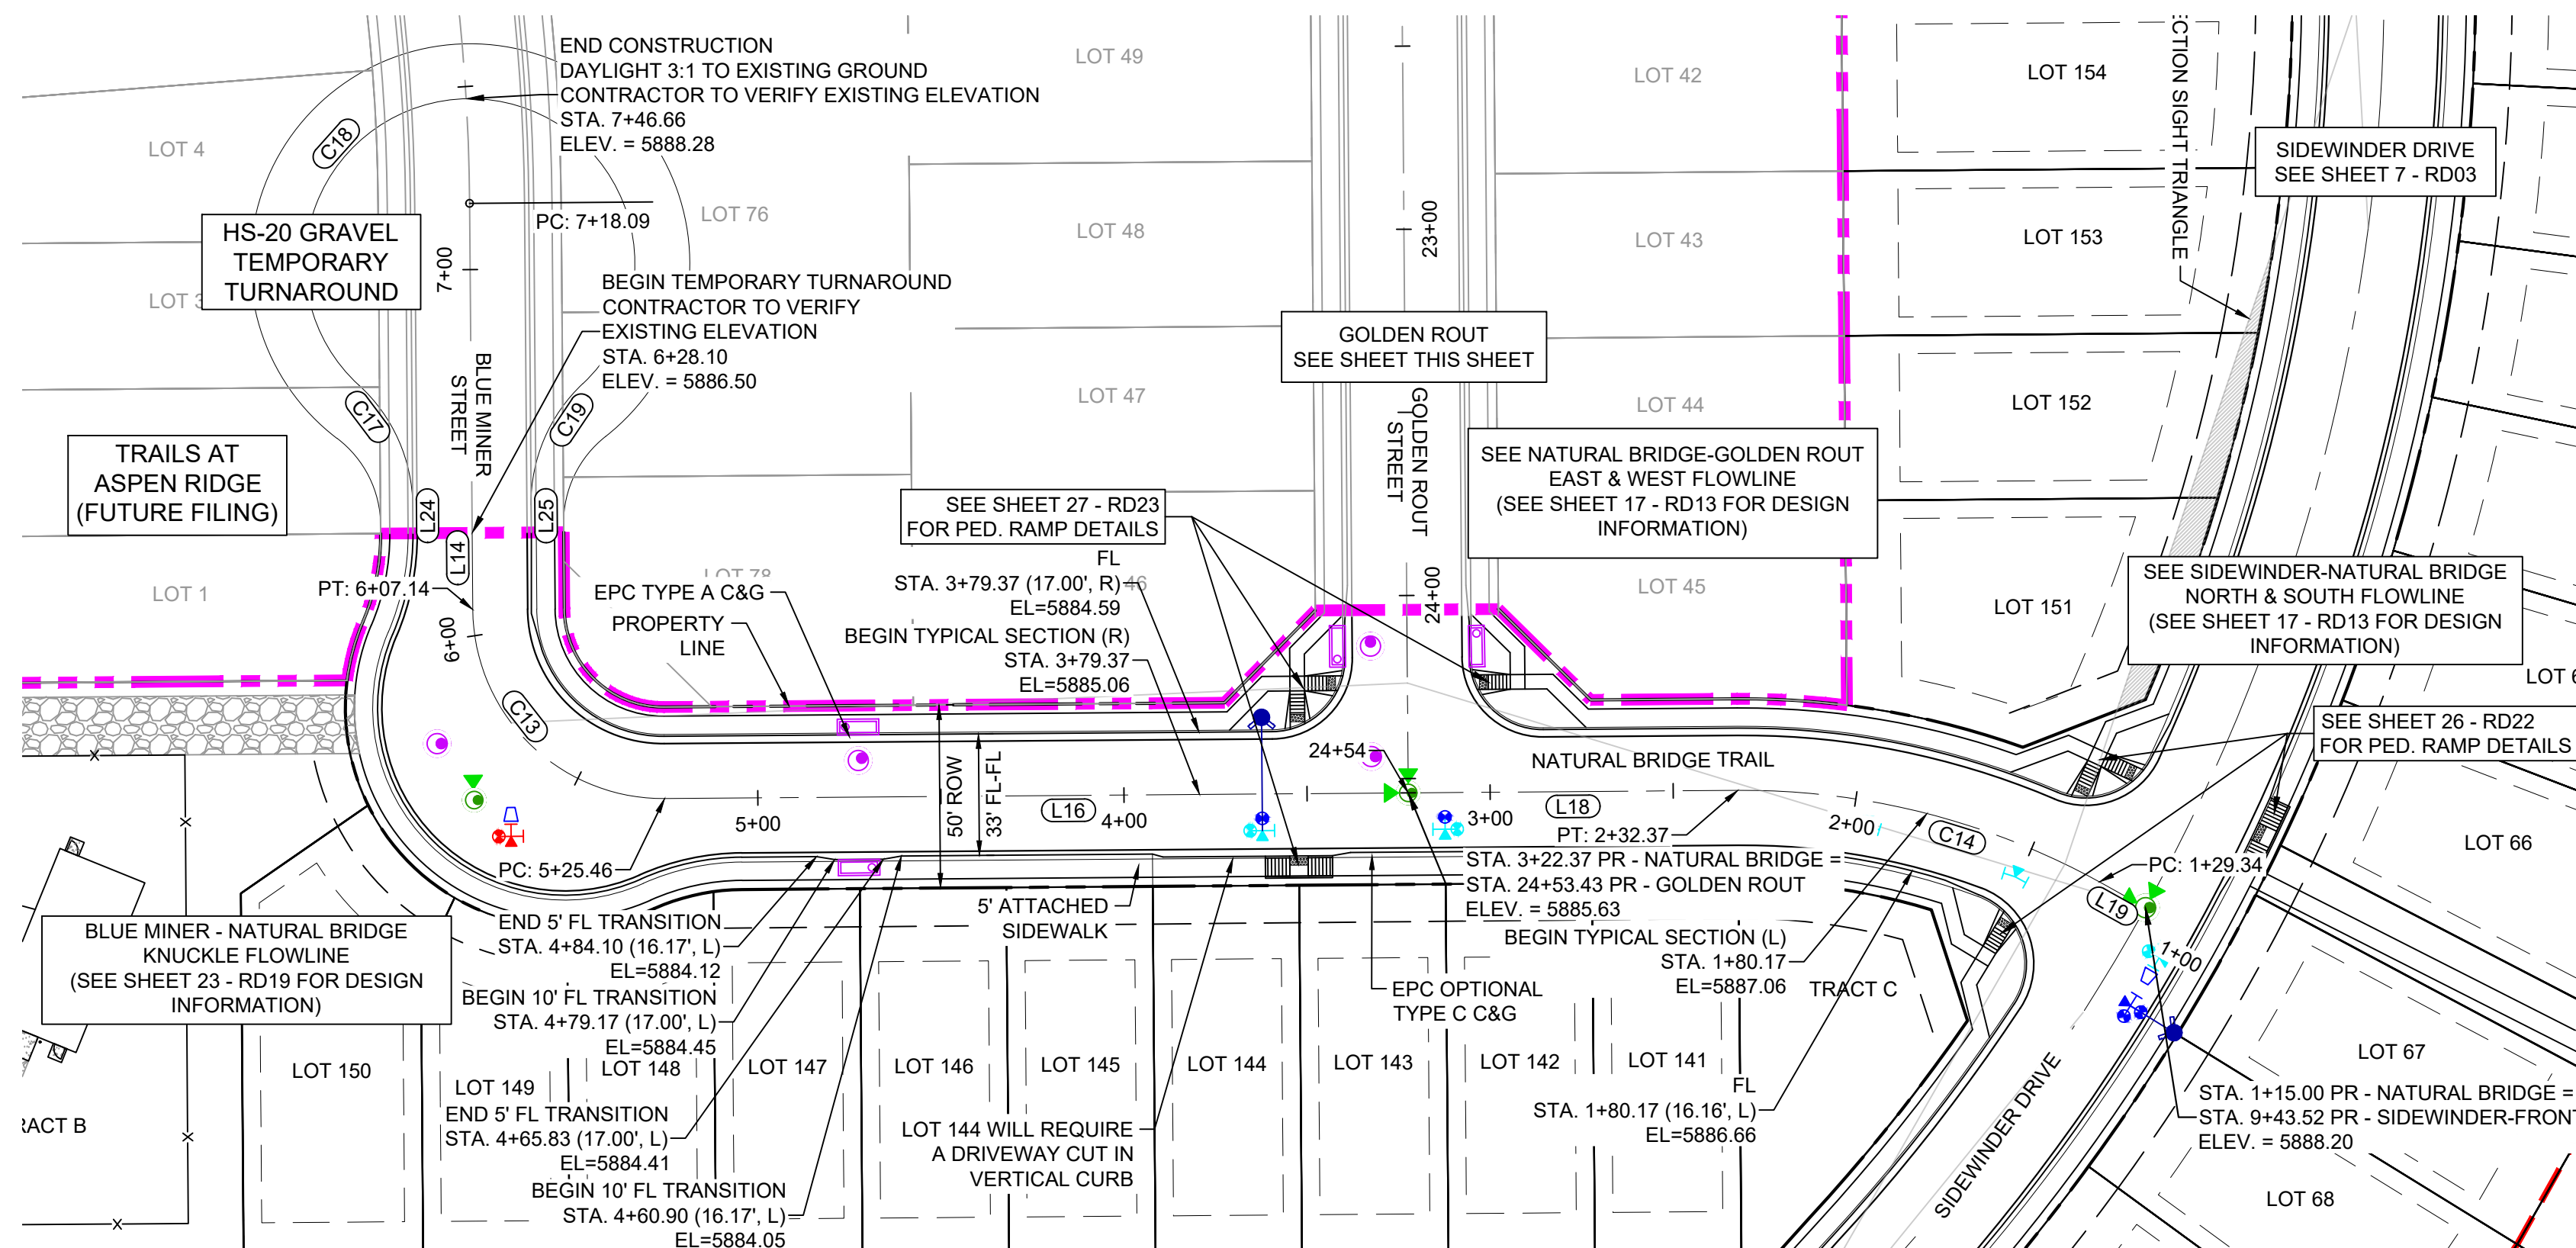 END CONSTRUCTION
DAYLIGHT 3:1 TO EXISTING GROUND
CONTRACTOR TO VERIFY EXISTING ELEVATION
STA. 7+46.66
ELEV. = 5888.28
LOT 49
LOT 42
LOT 154
CTION SIGHT TRIANGLE
SIDEWINDER DRIVE
SEE SHEET 7 - RD03
LOT 4
C18
HS-20 GRAVEL
TEMPORARY
TURNAROUND
LOT 3
LOT 76
PC: 7+18.09
7+00
LOT 48
23+00
LOT 43
LOT 153
BEGIN TEMPORARY TURNAROUND
CONTRACTOR TO VERIFY
EXISTING ELEVATION
STA. 6+28.10
ELEV. = 5886.50
GOLDEN ROUT
SEE SHEET THIS SHEET
BLUE MINER
STREET
C17
C19
LOT 47
GOLDEN ROUT
STREET
LOT 44
LOT 152
TRAILS AT
ASPEN RIDGE
(FUTURE FILING)
L24
L14
L25
SEE SHEET 27 - RD23
FOR PED. RAMP DETAILS
SEE NATURAL BRIDGE-GOLDEN ROUT
EAST & WEST FLOWLINE
(SEE SHEET 17 - RD13 FOR DESIGN
INFORMATION)
LOT 1
PT: 6+07.14
6+00
LOT 78
EPC TYPE A C&G
PROPERTY
LINE
FL
STA. 3+79.37 (17.00', R)
EL=5884.59
46
BEGIN TYPICAL SECTION (R)
STA. 3+79.37
EL=5885.06
24+00
LOT 45
LOT 151
SEE SIDEWINDER-NATURAL BRIDGE
NORTH & SOUTH FLOWLINE
(SEE SHEET 17 - RD13 FOR DESIGN
INFORMATION)
LOT 6
C13
SEE SHEET 26 - RD22
FOR PED. RAMP DETAILS
24+54
NATURAL BRIDGE TRAIL
50' ROW
33' FL-FL
5+00
L16
4+00
3+00
L18
PT: 2+32.37
2+00
C14
PC: 1+29.34
L19
1+00
LOT 66
PC: 5+25.46
STA. 3+22.37 PR - NATURAL BRIDGE =
STA. 24+53.43 PR - GOLDEN ROUT
ELEV. = 5885.63
BLUE MINER - NATURAL BRIDGE
KNUCKLE FLOWLINE
(SEE SHEET 23 - RD19 FOR DESIGN
INFORMATION)
END 5' FL TRANSITION
STA. 4+84.10 (16.17', L)
EL=5884.12
BEGIN 10' FL TRANSITION
STA. 4+79.17 (17.00', L)
EL=5884.45
5' ATTACHED
SIDEWALK
EPC OPTIONAL
TYPE C C&G
BEGIN TYPICAL SECTION (L)
STA. 1+80.17
EL=5887.06
TRACT C
LOT 150
LOT 149
LOT 148
LOT 147
LOT 146
LOT 145
LOT 144
LOT 143
LOT 142
LOT 141
LOT 67
END 5' FL TRANSITION
STA. 4+65.83 (17.00', L)
EL=5884.41
FL
STA. 1+80.17 (16.16', L)
EL=5886.66
RACT B
LOT 144 WILL REQUIRE
A DRIVEWAY CUT IN
VERTICAL CURB
BEGIN 10' FL TRANSITION
STA. 4+60.90 (16.17', L)
EL=5884.05
SIDEWINDER DRIVE
STA. 1+15.00 PR - NATURAL BRIDGE =
STA. 9+43.52 PR - SIDEWINDER-FRON
ELEV. = 5888.20
LOT 68